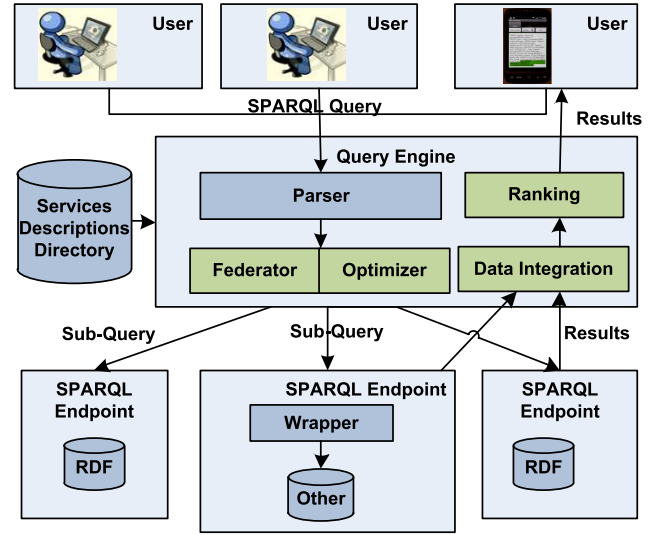 User
User
User
SPARQL Query
Results
Query Engine
Services
Descriptions
Directory
Parser
Ranking
Federator
Optimizer
Data Integration
Sub-Query
Sub-Query
Results
SPARQL
Endpoint
RDF
SPARQL Endpoint
Wrapper
Other
SPARQL
Endpoint
RDF